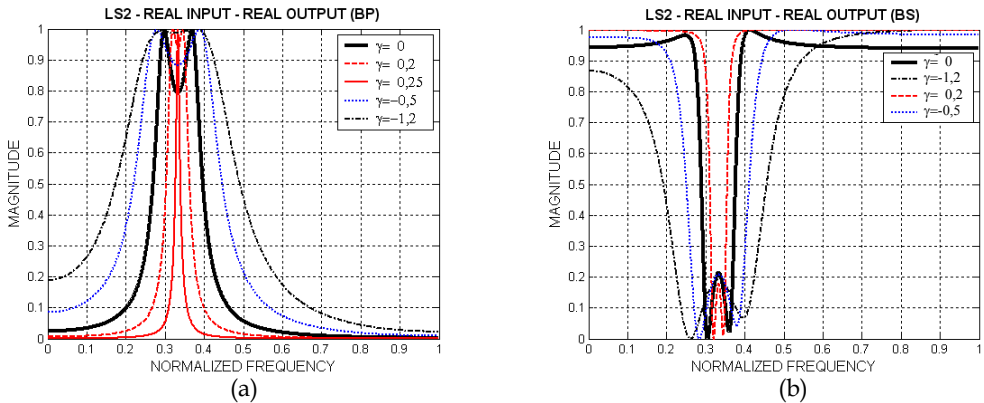 LS2 - REAL INPUT - REAL OUTPUT (BP)
1
0.9
0.8
0.7
0.6
0.5
0.4
0.3
0.2
0.1
0
MAGNITUDE
γ= 0
γ= 0,2
γ= 0,25
γ=−0,5
γ=−1,2
0 0.1 0.2 0.3 0.4 0.5 0.6 0.7 0.8 0.9 1
NORMALIZED FREQUENCY
(a)
LS2 - REAL INPUT - REAL OUTPUT (BS)
1
0.9
0.8
0.7
0.6
0.5
0.4
0.3
0.2
0.1
0
MAGNITUDE
γ= 0
γ=−1,2
γ= 0,2
γ=−0,5
0 0.1 0.2 0.3 0.4 0.5 0.6 0.7 0.8 0.9 1
NORMALIZED FREQUENCY
(b)